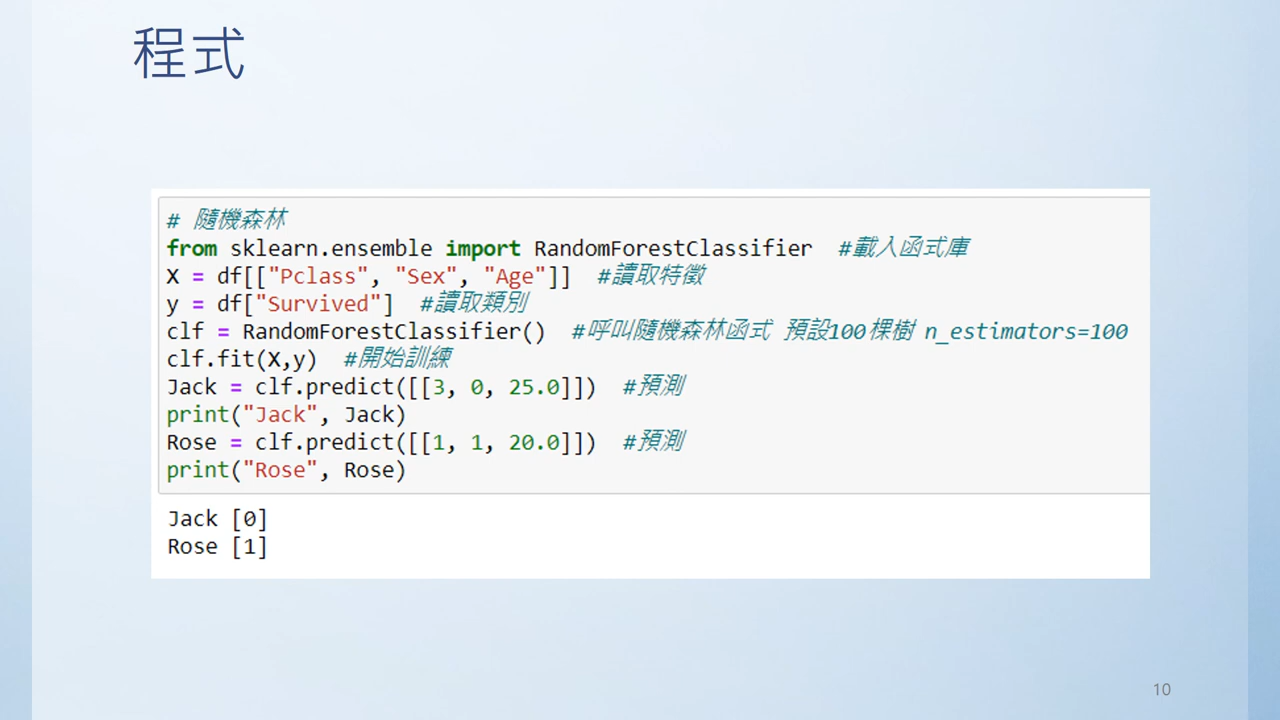 程式
# 隨機森林
from sklearn.ensemble import RandomForestClassifier  #載入函式庫
X = df[["Pclass", "Sex", "Age"]]  #讀取特徵
y = df["Survived"]  #讀取類別
clf = RandomForestClassifier()  #呼叫隨機森林函式 預設100棵樹 n_estimators=100
clf.fit(X,y)  #開始訓練
Jack = clf.predict([[3, 0, 25.0]])  #預測
print("Jack", Jack)
Rose = clf.predict([[1, 1, 20.0]])  #預測
print("Rose", Rose)
Jack [0]
Rose [1]
10